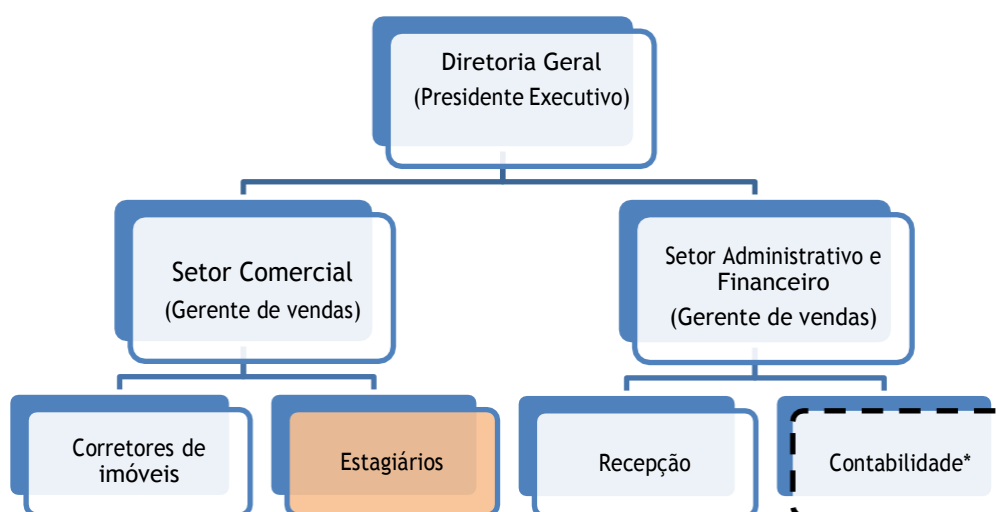 Diretoria Geral
(Presidente Executivo)
Setor Comercial
(Gerente de vendas)
Setor Administrativo e
Financeiro
(Gerente de vendas)
Corretores de
imóveis
Estagiários
Recepção
Contabilidade*